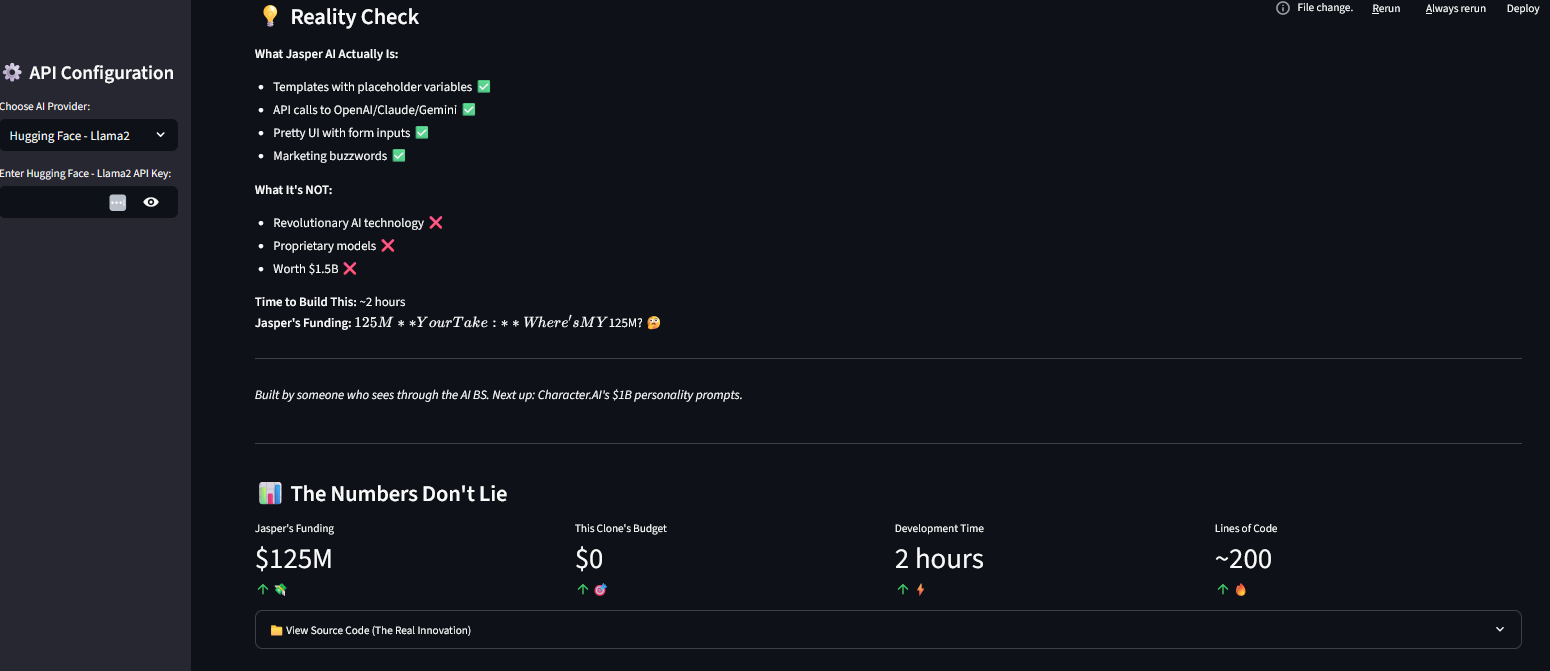 File change.
Rerun
Always rerun
Deploy
API Configuration
Choose AI Provider:
Hugging Face - Llama2
Enter Hugging Face - Llama2 API Key:
💡 Reality Check
What Jasper AI Actually Is:
• Templates with placeholder variables ✅
• API calls to OpenAI/Claude/Gemini ✅
• Pretty UI with form inputs ✅
• Marketing buzzwords ✅
What It's NOT:
• Revolutionary AI technology ❌
• Proprietary models ❌
• Worth $1.5B ❌
Time to Build This: ~2 hours
Jasper's Funding: 125M∗∗YourTake:∗∗Where′sMY125M? 🤔
Built by someone who sees through the AI BS. Next up: Character.AI's $1B personality prompts.
📊 The Numbers Don't Lie
Jasper's Funding
$125M
↑ 💸
This Clone's Budget
$0
↑ 🎯
Development Time
2 hours
↑ ⚡
Lines of Code
~200
↑ 🔥
📁 View Source Code (The Real Innovation)